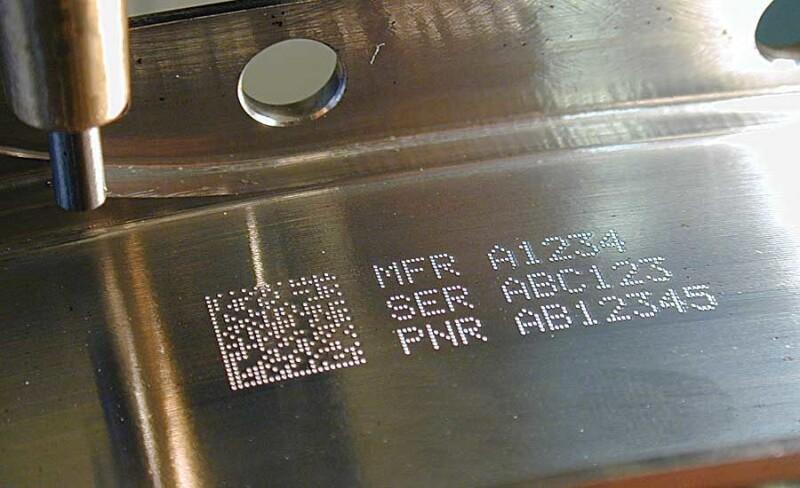 MFR A1234
SER ABC123
PNR AB12345